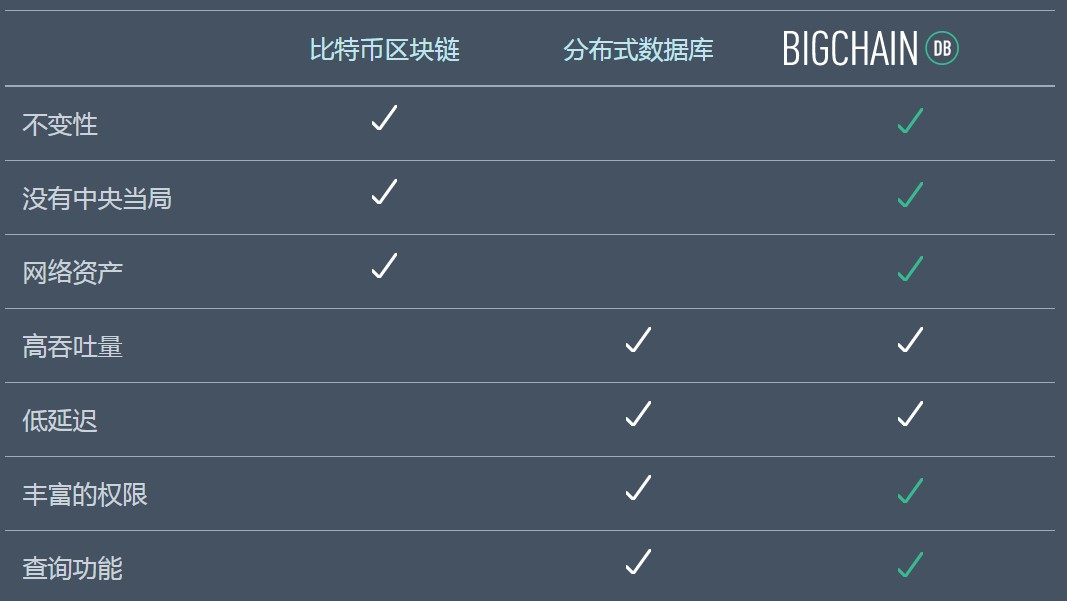 比特币区块链 分布式数据库 BIGCHAIN DB
不变性 ✓ ✓
没有中央当局 ✓ ✓
网络资产 ✓ ✓
高吞吐量 ✓ ✓
低延迟 ✓ ✓
丰富的权限 ✓ ✓
查询功能 ✓ ✓